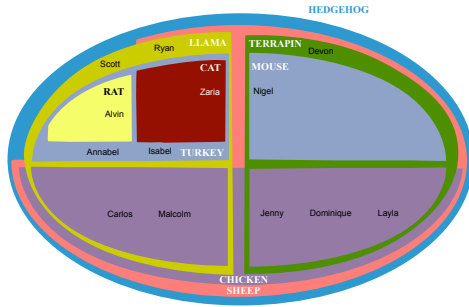 HEDGEHOG
LLAMA
TERRAPIN
Ryan
Devon
Scott
CAT
MOUSE
RAT
Zaria
Nigel
Alvin
Annabel
Isabel
TURKEY
Carlos
Malcolm
Jenny
Dominique
Layla
CHICKEN
SHEEP